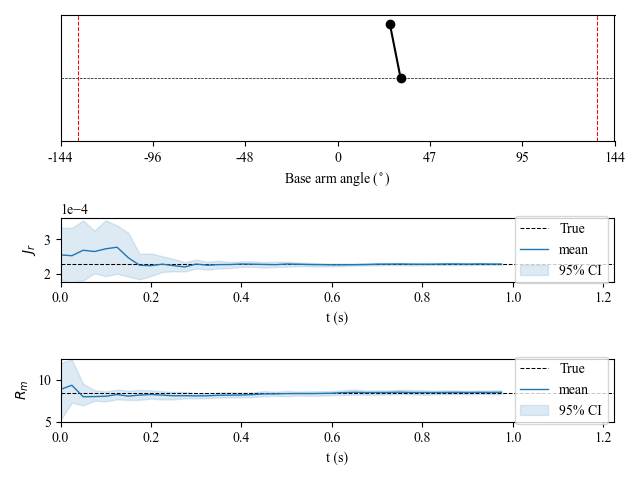 -144 -96 -48 0 47 95 144
Base arm angle (°)
1e−4
3
2
J_r
True
mean
95% CI
0.0 0.2 0.4 0.6 0.8 1.0 1.2
t (s)
10
5
R_m
True
mean
95% CI
0.0 0.2 0.4 0.6 0.8 1.0 1.2
t (s)